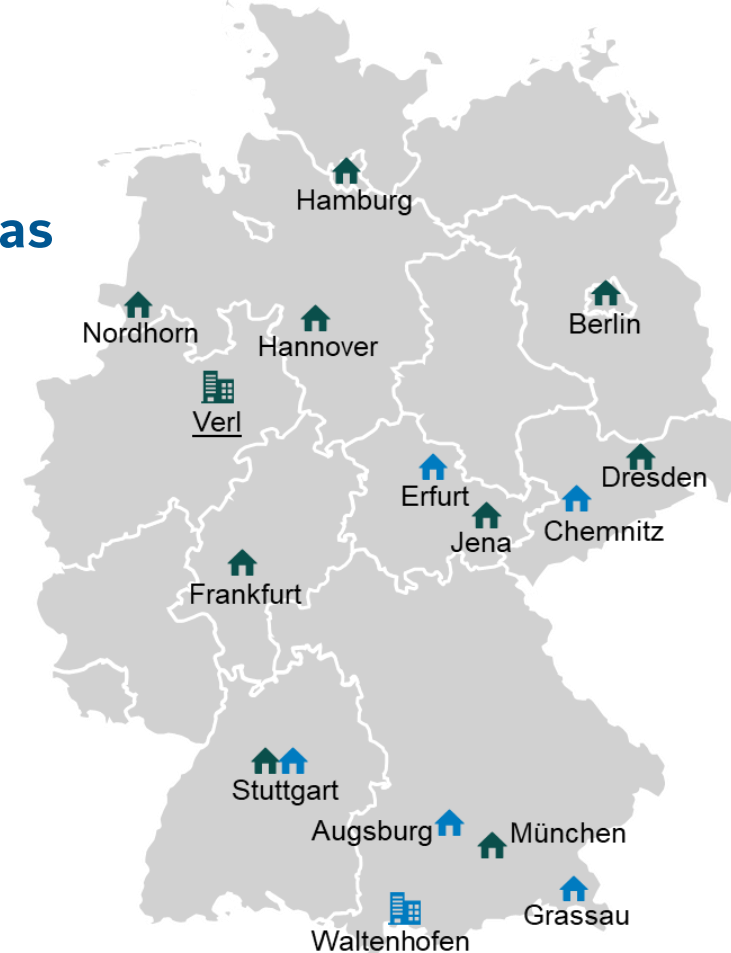 Hamburg
as
Nordhorn
Hannover
Berlin
Verl
Erfurt
Dresden
Jena
Chemnitz
Frankfurt
Stuttgart
Augsburg
München
Grassau
Waltenhofen